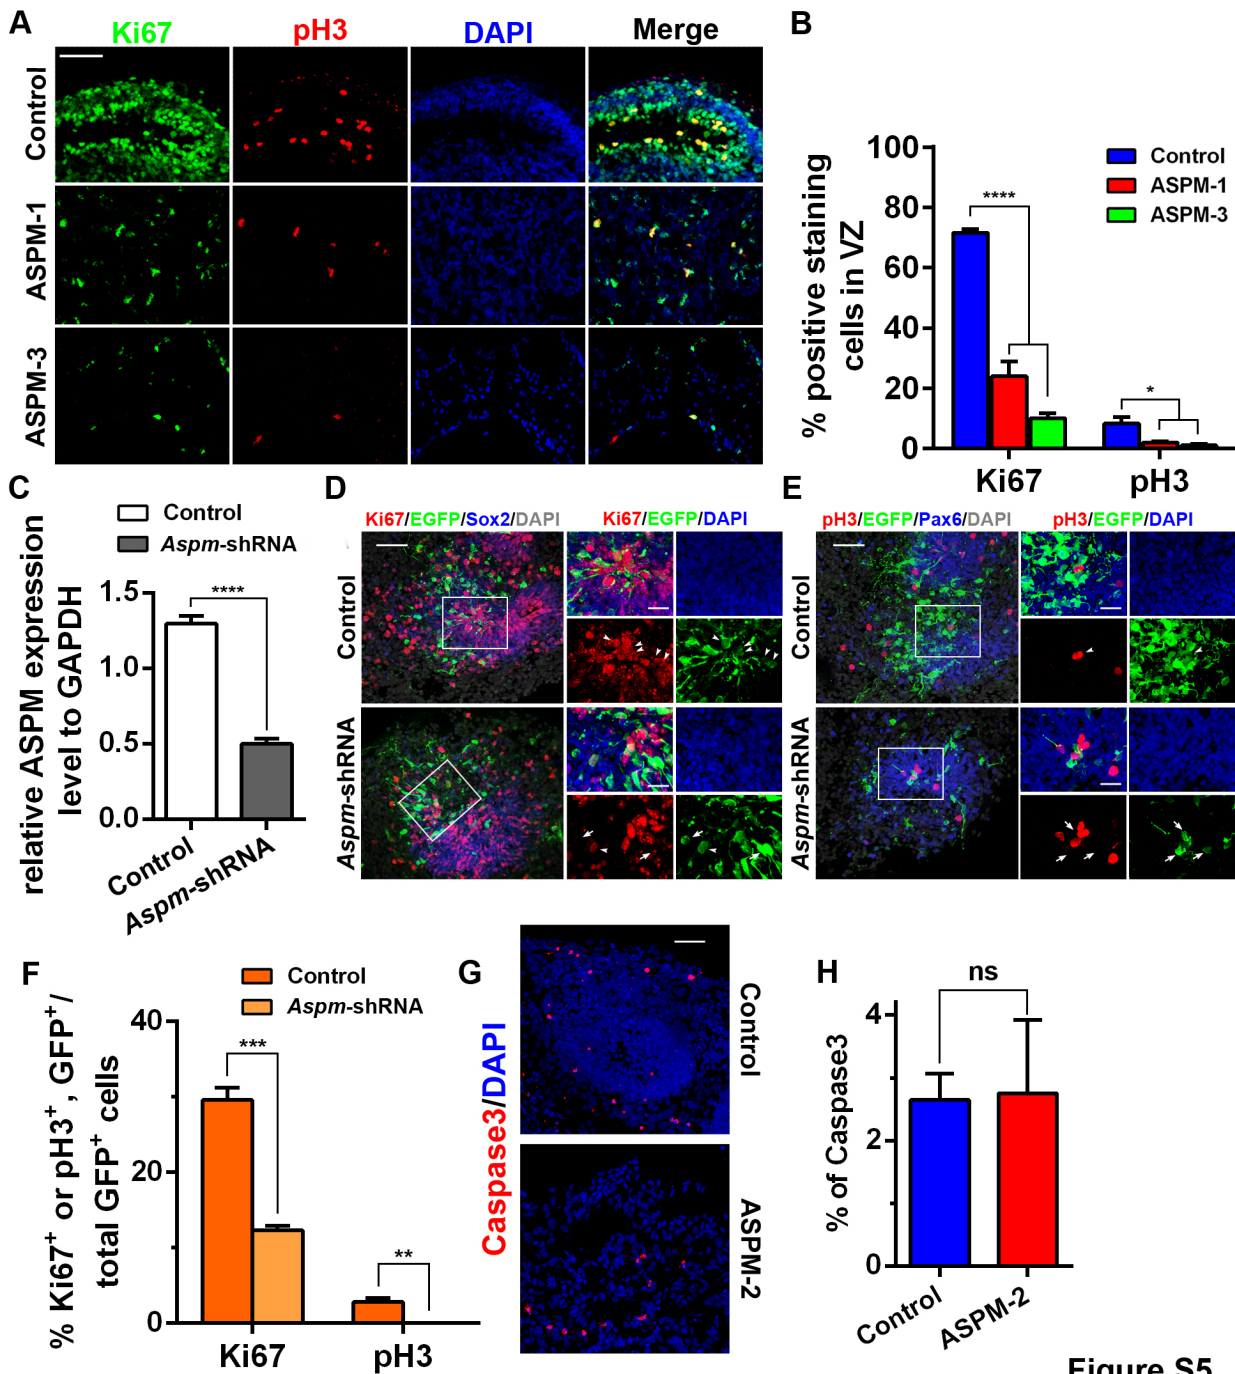 A
Ki67 pH3 DAPI Merge
Control
ASPM-1
ASPM-3
B
% positive staining
cells in VZ
100
80
60
40
20
0
****
*
Control
ASPM-1
ASPM-3
Ki67 pH3
C
Control
Aspm-shRNA
relative ASPM expression
level to GAPDH
1.5
1.0
0.5
0.0
****
Control
Aspm-shRNA
D
Ki67/EGFP/Sox2/DAPI Ki67/EGFP/DAPI
Control
Aspm-shRNA
E
pH3/EGFP/Pax6/DAPI pH3/EGFP/DAPI
Control
Aspm-shRNA
F
Control
Aspm-shRNA
% Ki67⁺ or pH3⁺, GFP⁺/
total GFP⁺ cells
40
20
0
***
**
Ki67 pH3
G
Caspase3/DAPI
Control
ASPM-2
H
ns
% of Caspase3
4
2
0
Control
ASPM-2
Figure S5